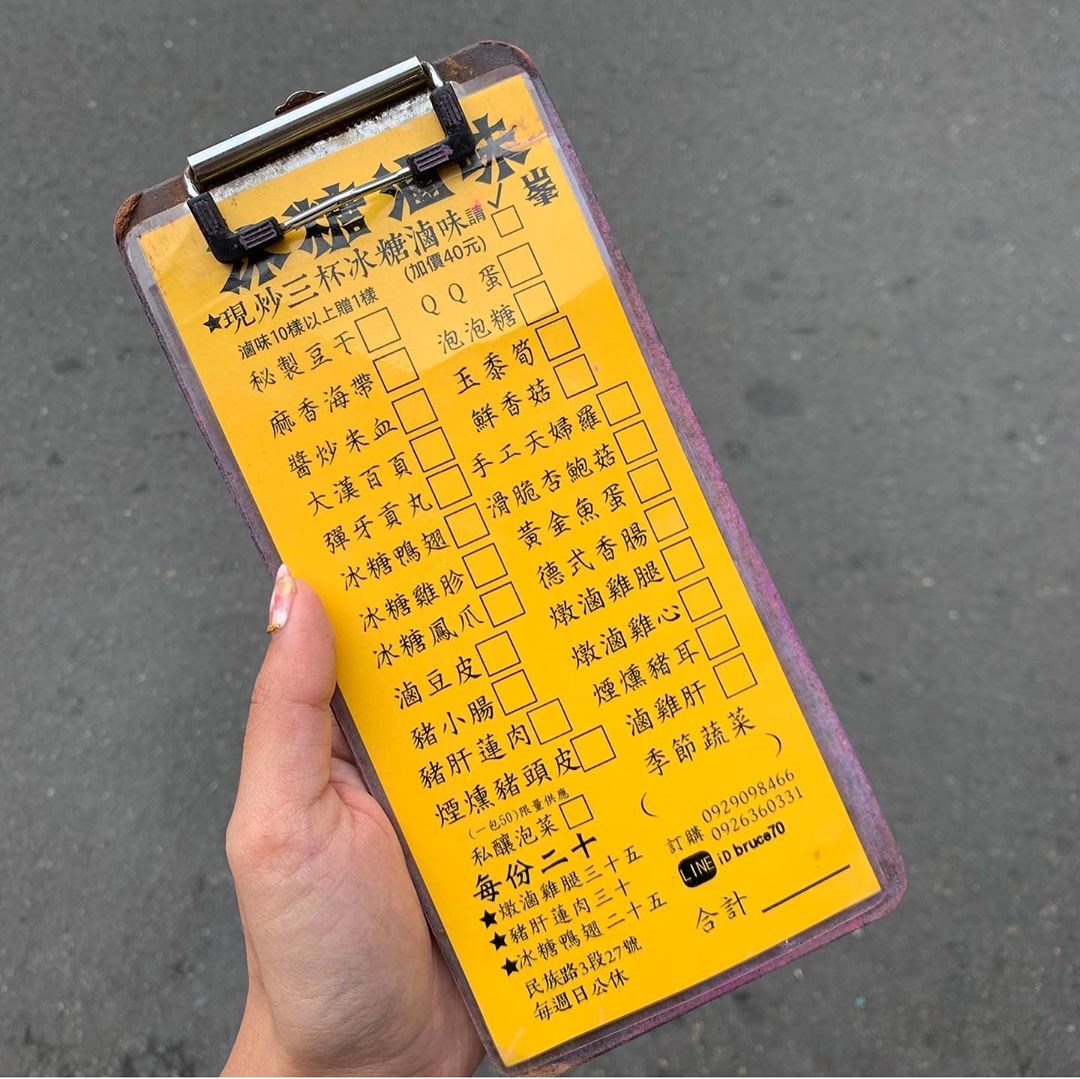 冰糖滷味 峯
★現炒三杯冰糖滷味請✓
(加價40元)
滷味10樣以上贈1樣
秘製豆干
麻香海帶
醬炒朱血
大漢百頁
彈牙貢丸
冰糖鴨翅
冰糖雞胗
冰糖鳳爪
滷豆皮
豬小腸
豬肝蓮肉
煙燻豬頭皮
(一包50)限量供應
私釀泡菜
QQ蛋
泡泡糖
玉黍筍
鮮香菇
手工天婦羅
滑脆杏鮑菇
黃金魚蛋
德式香腸
燉滷雞腿
燉滷雞心
煙燻豬耳
滷雞肝
季節蔬菜
( )
每份二十
★燉滷雞腿三十五
★豬肝蓮肉三十
★冰糖鴨翅二十五
民族路3段27號
每週日公休
0929098466
訂購 0926360331
LINE iD bruce70
合計